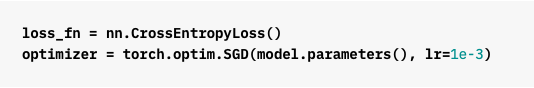 loss_fn = nn.CrossEntropyLoss()
optimizer = torch.optim.SGD(model.parameters(), lr=1e-3)